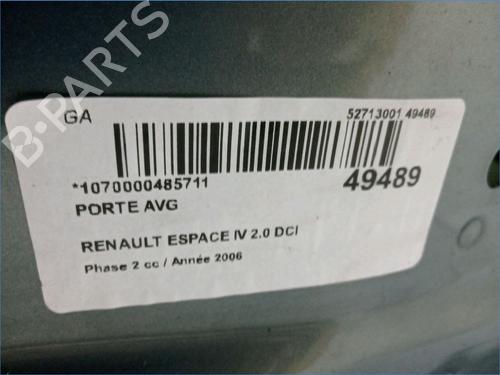 B-PARTS
GA
52713001 49489
*1070000485711
49489
PORTE AVG
RENAULT ESPACE IV 2.0 DCI
Phase 2 cc / Année 2006